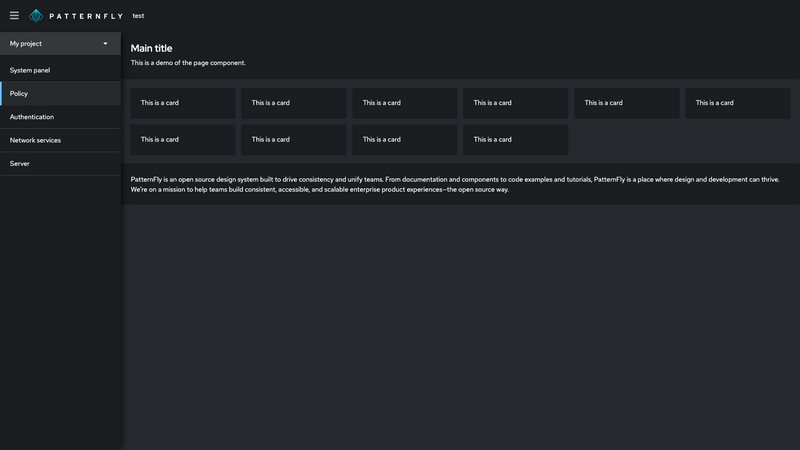 PATTERNFLY test
My project
System panel
Policy
Authentication
Network services
Server
Main title
This is a demo of the page component.
This is a card This is a card This is a card This is a card This is a card This is a card
This is a card This is a card This is a card This is a card
PatternFly is an open source design system built to drive consistency and unify teams. From documentation and components to code examples and tutorials, PatternFly is a place where design and development can thrive.
We're on a mission to help teams build consistent, accessible, and scalable enterprise product experiences—the open source way.